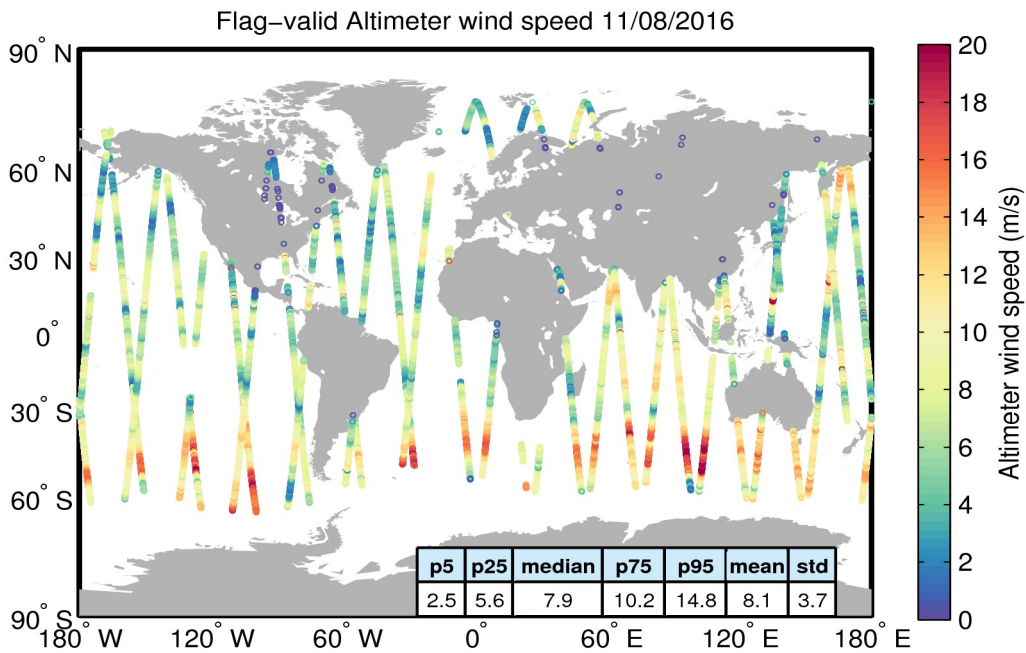 Flag−valid Altimeter wind speed 11/08/2016
90° N
60° N
30° N
0°
30° S
60° S
90° S
180° W
120° W
60° W
0°
60° E
120° E
180° E
p5 p25 median p75 p95 mean std
2.5 5.6 7.9 10.2 14.8 8.1 3.7
20
18
16
14
12
10
8
6
4
2
0
Altimeter wind speed (m/s)